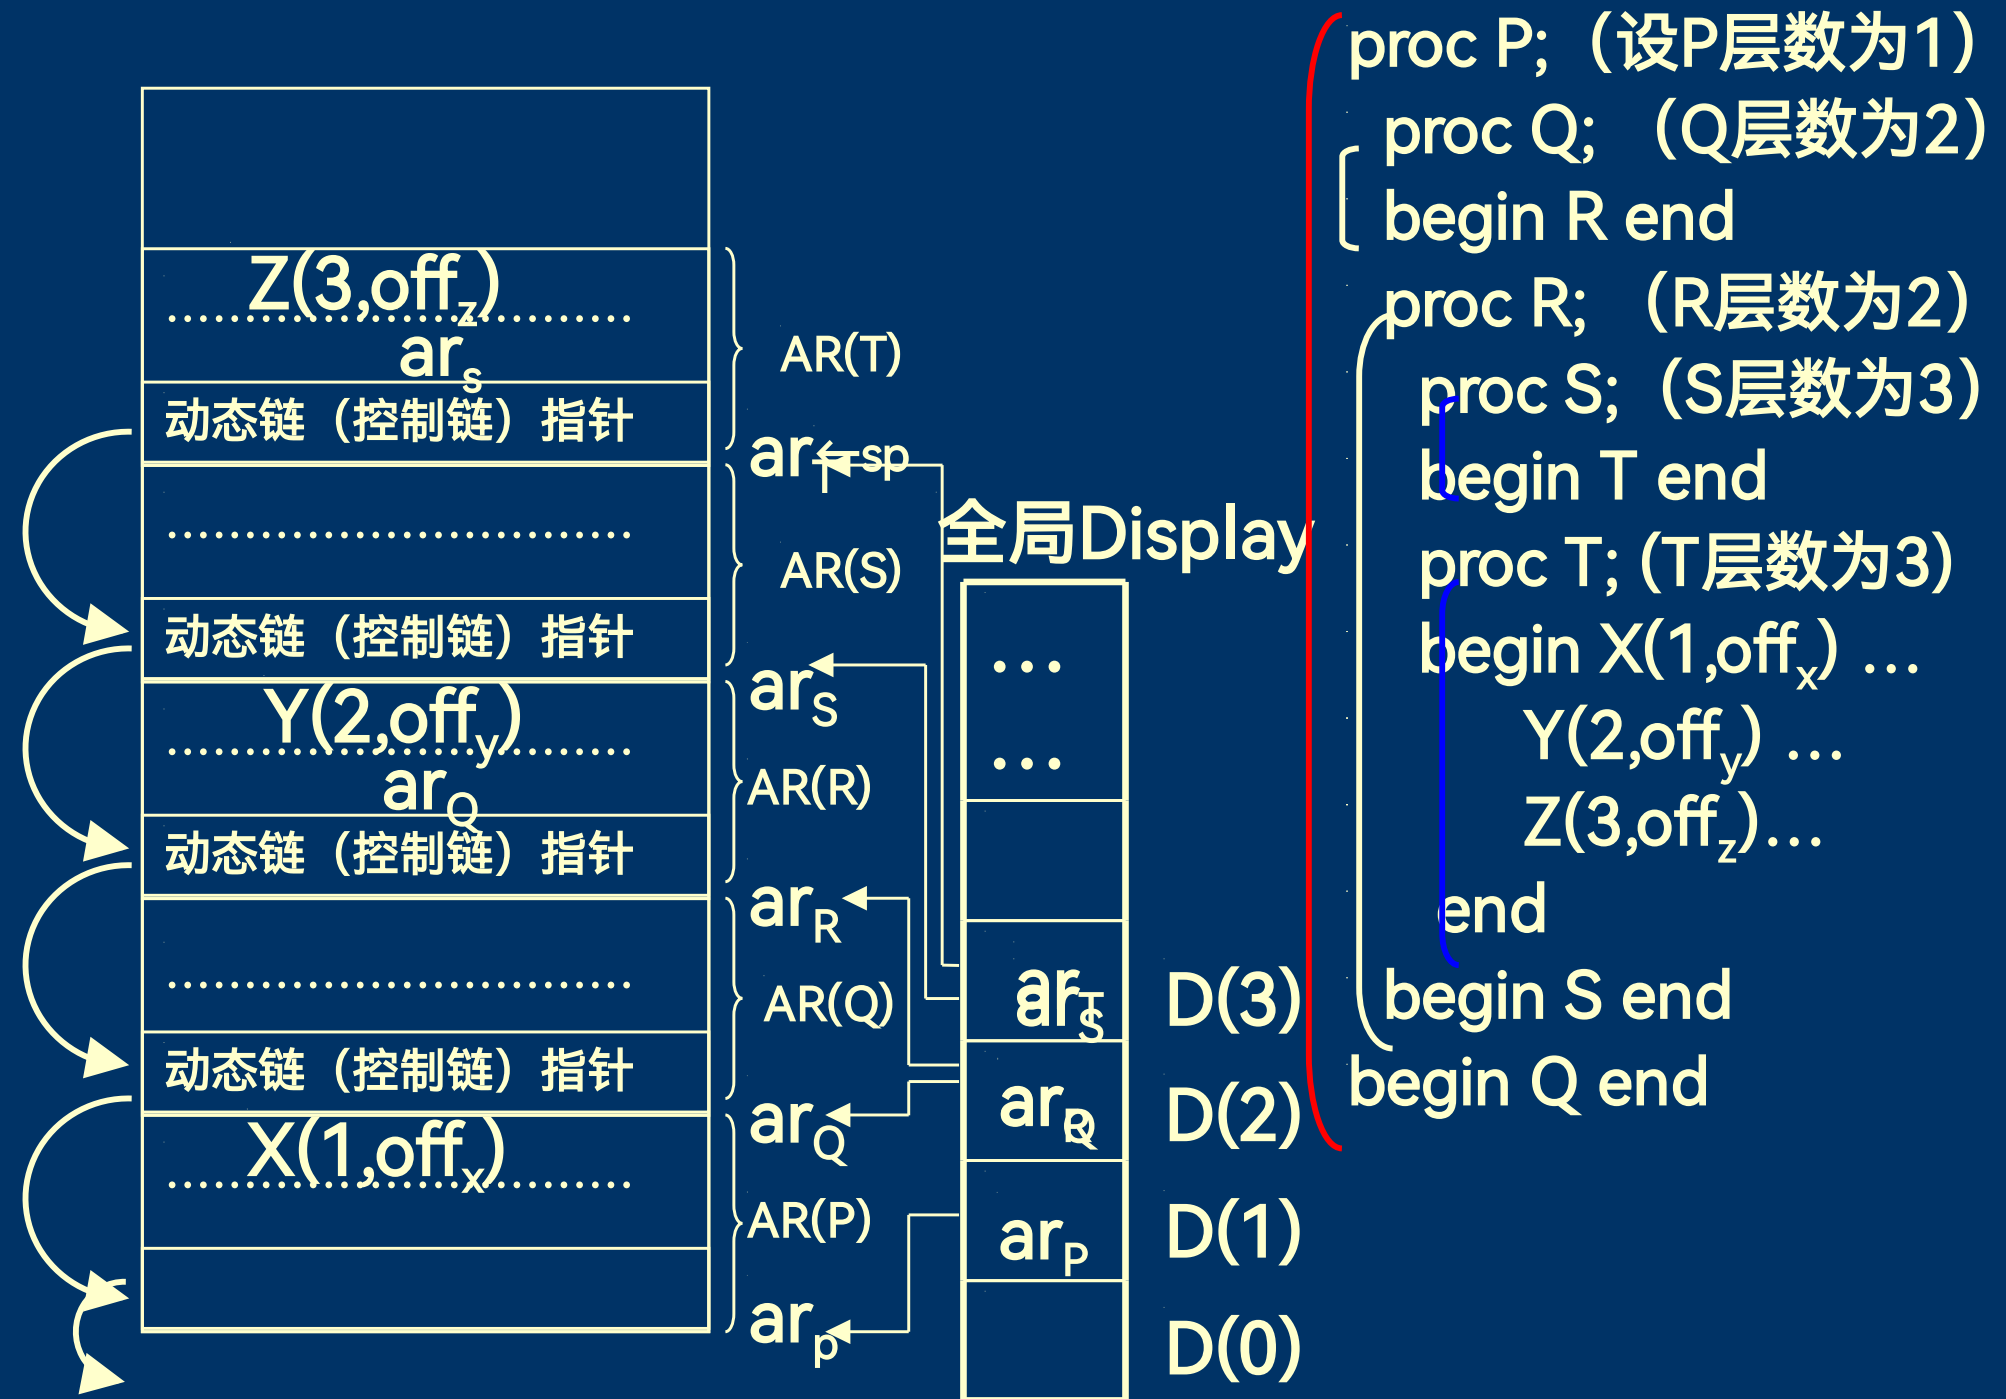 Z(3,offz)
ars
动态链（控制链）指针
动态链（控制链）指针
Y(2,offy)
arQ
动态链（控制链）指针
动态链（控制链）指针
X(1,offx)
AR(T)
arT←sp
AR(S)
arS
AR(R)
arR
AR(Q)
arQ
AR(P)
arp
全局Display
...
...
arT
arS
D(3)
arR
arQ
D(2)
arP
D(1)
D(0)
proc P;（设P层数为1）
proc Q; （Q层数为2）
begin R end
proc R; （R层数为2）
proc S;（S层数为3）
begin T end
proc T; (T层数为3）
begin X(1,offx) ...
Y(2,offy) ...
Z(3,offz)...
end
begin S end
begin Q end